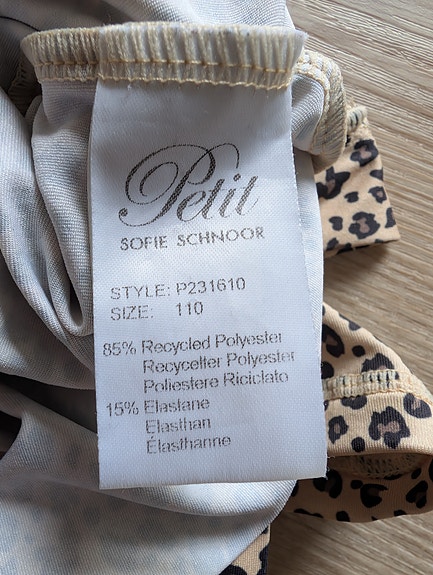 Petit
SOFIE SCHNOOR
STYLE: P231610
SIZE: 110
85% Recycled Polyester
Recycelter Polyester
Poliestere Riciclato
15% Elastane
Elasthan
Élasthanne